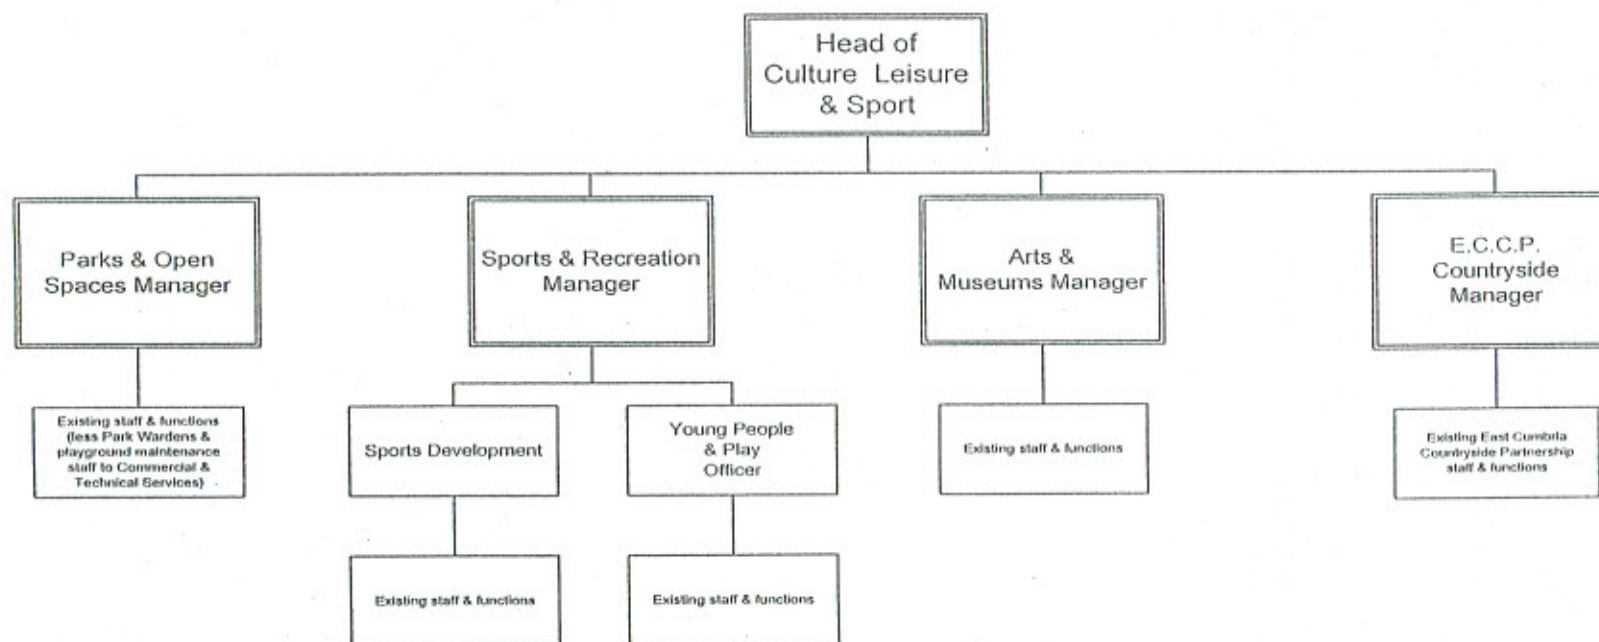 Head of
Culture Leisure
& Sport
Parks & Open
Spaces Manager
Sports & Recreation
Manager
Arts &
Museums Manager
E.C.C.P.
Countryside
Manager
Existing staff & functions
(less Park Wardens &
playground maintenance
staff to Commercial &
Technical Services)
Sports Development
Young People
& Play
Officer
Existing staff & functions
Existing East Cumbria
Countryside Partnership
staff & functions
Existing staff & functions
Existing staff & functions